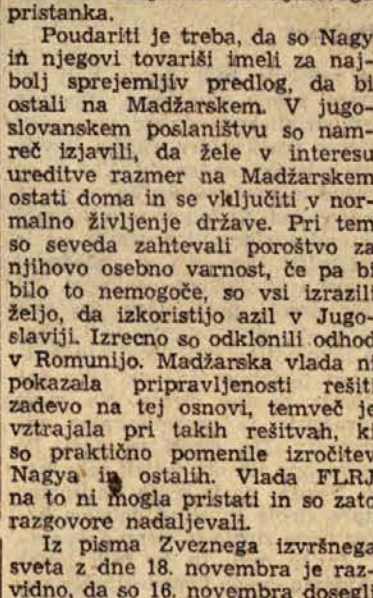 pristanka.
Poudariti je treba, da so Nagy
in njegovi tovariši imeli za naj-
bolj sprejemljiv predlog, da bi
ostali na Madžarskem. V jugo-
slovanskem poslaništvu so nam-
reč izjavili, da žele v interesu
ureditve razmer na Madžarskem
ostati doma in se vključiti v nor-
malno življenje države. Pri tem
so seveda zahtevali poroštvo za
njihovo osebno varnost, če pa bi
bilo to nemogoče, so vsi izrazili
željo, da izkoristijo azil v Jugo-
slaviji. Izrecno so odklonili odhod
v Romunijo. Madžarska vlada ni
pokazala pripravljenosti rešiti
zadevo na tej osnovi, temveč je
vztrajala pri takih rešitvah, ki
so praktično pomenile izročitev
Nagya in ostalih. Vlada FLRJ
na to ni mogla pristati in so zato
razgovore nadaljevali.
Iz pisma Zveznega izvršnega
sveta z dne 18. novembra je raz-
vidno, da so 16. novembra dosegli